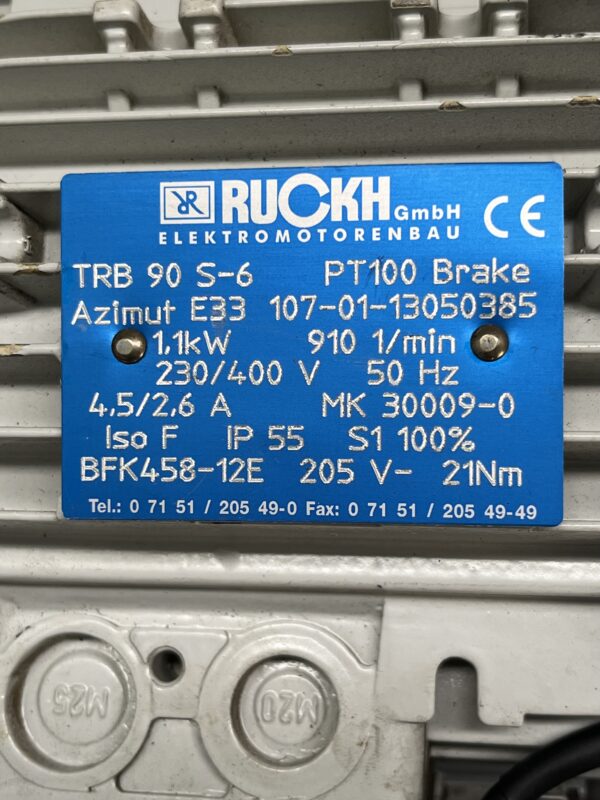 RUCKH GmbH CE
ELEKTROMOTORENBAU
TRB 90 S-6 PT100 Brake
Azimut E33 107-01-13050385
1,1kW 910 1/min
230/400 V 50 Hz
4,5/2,6 A MK 30009-0
Iso F IP 55 S1 100%
BFK458-12E 205 V- 21Nm
Tel.: 0 71 51 / 205 49-0 Fax: 0 71 51 / 205 49-49
M25 M20